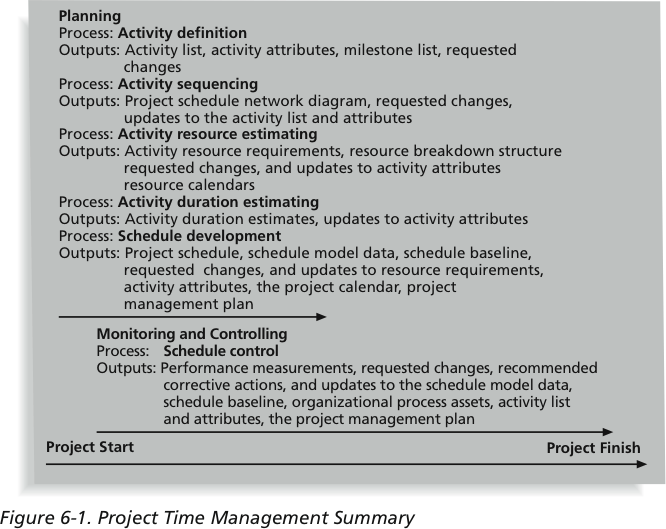 Planning
Process: Activity definition
Outputs: Activity list, activity attributes, milestone list, requested
changes
Process: Activity sequencing
Outputs: Project schedule network diagram, requested changes,
updates to the activity list and attributes
Process: Activity resource estimating
Outputs: Activity resource requirements, resource breakdown structure
requested changes, and updates to activity attributes
resource calendars
Process: Activity duration estimating
Outputs: Activity duration estimates, updates to activity attributes
Process: Schedule development
Outputs: Project schedule, schedule model data, schedule baseline,
requested changes, and updates to resource requirements,
activity attributes, the project calendar, project
management plan
Monitoring and Controlling
Process: Schedule control
Outputs: Performance measurements, requested changes, recommended
corrective actions, and updates to the schedule model data,
schedule baseline, organizational process assets, activity list
and attributes, the project management plan
Project Start Project Finish
Figure 6-1. Project Time Management Summary